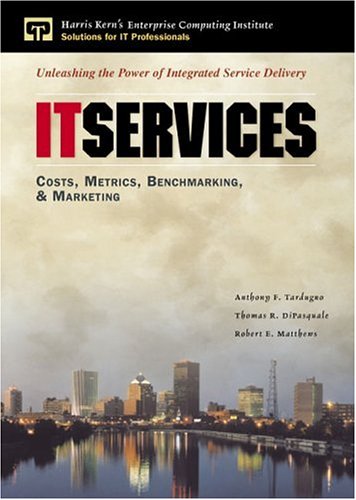 Harris Kern's Enterprise Computing Institute
Solutions for IT Professionals
Unleashing the Power of Integrated Service Delivery
ITSERVICES
COSTS, METRICS, BENCHMARKING,
& MARKETING
Anthony F. Tardugno
Thomas R. DiPasquale
Robert E. Matthews